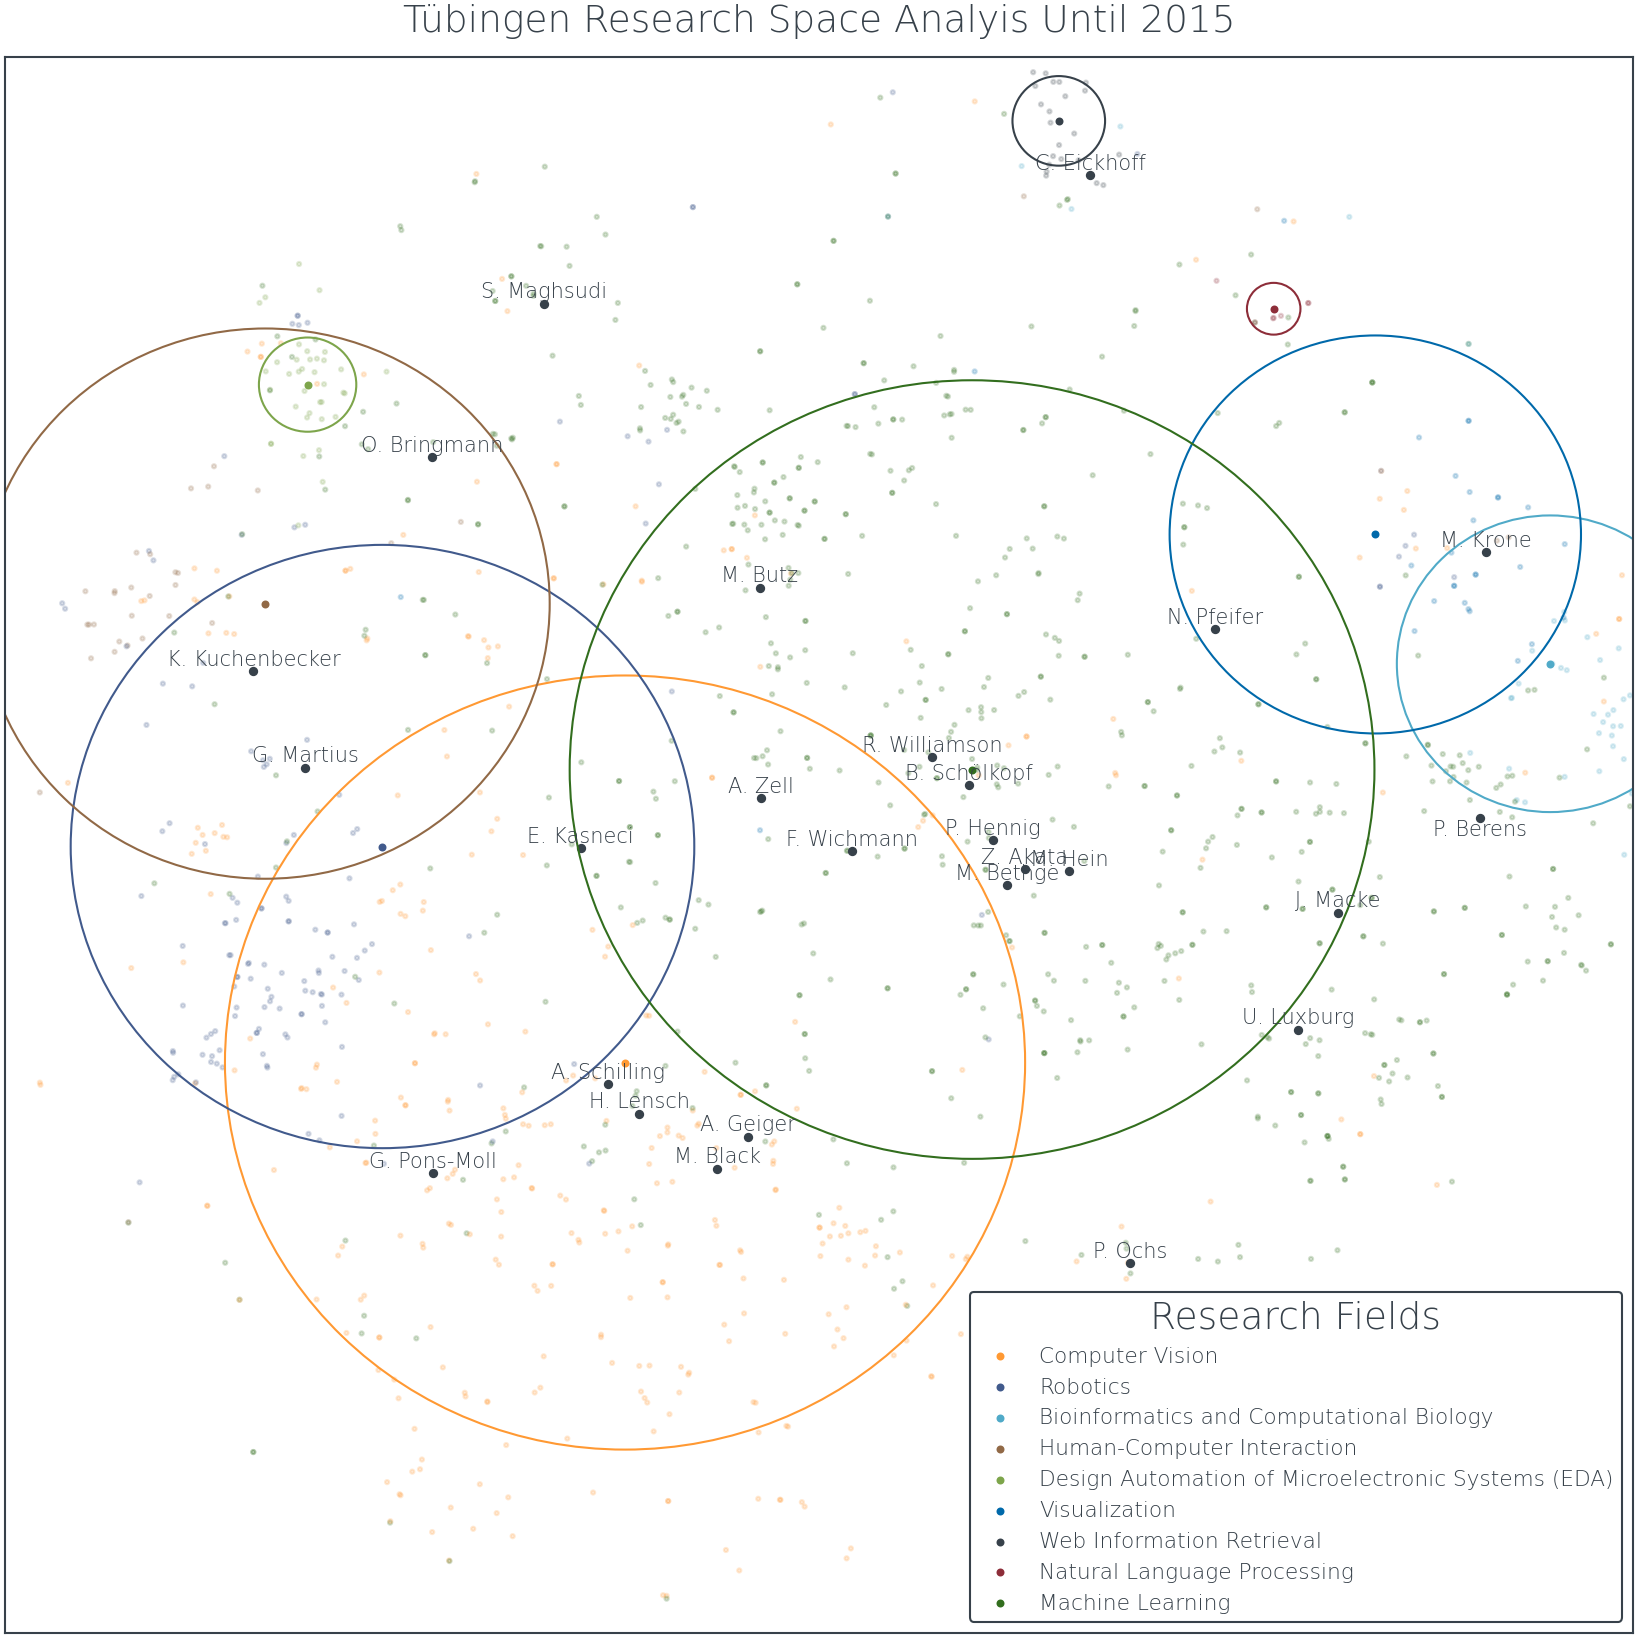 Tübingen Research Space Analyis Until 2015
C. Eickhoff
S. Maghsudi
O. Bringmann
M. Krone
M. Butz
N. Pfeifer
K. Kuchenbecker
R. Williamson
G. Martius
B. Schölkopf
A. Zell
P. Berens
P. Hennig
E. Kasneci
F. Wichmann
Z. Akata
M. Hein
M. Bethge
J. Macke
U. Luxburg
A. Schilling
H. Lensch
A. Geiger
M. Black
G. Pons-Moll
P. Ochs
Research Fields
Computer Vision
Robotics
Bioinformatics and Computational Biology
Human-Computer Interaction
Design Automation of Microelectronic Systems (EDA)
Visualization
Web Information Retrieval
Natural Language Processing
Machine Learning